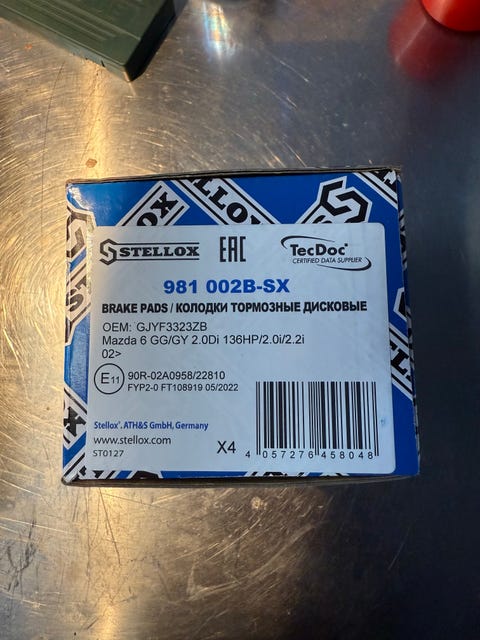 STELLOX
STELLOX
STELLOX
EAC
TecDoc
CERTIFIED DATA SUPPLIER
981 002B-SX
BRAKE PADS / КОЛОДКИ ТОРМОЗНЫЕ ДИСКОВЫЕ
OEM: GJYF3323ZB
Mazda 6 GG/GY 2.0Di 136HP/2.0i/2.2i
02>
E11 90R-02A0958/22810
FYP2-0 FT108919 05/2022
Stellox®, ATH&S GmbH, Germany
www.stellox.com
ST0127
X4
4 057276 458048